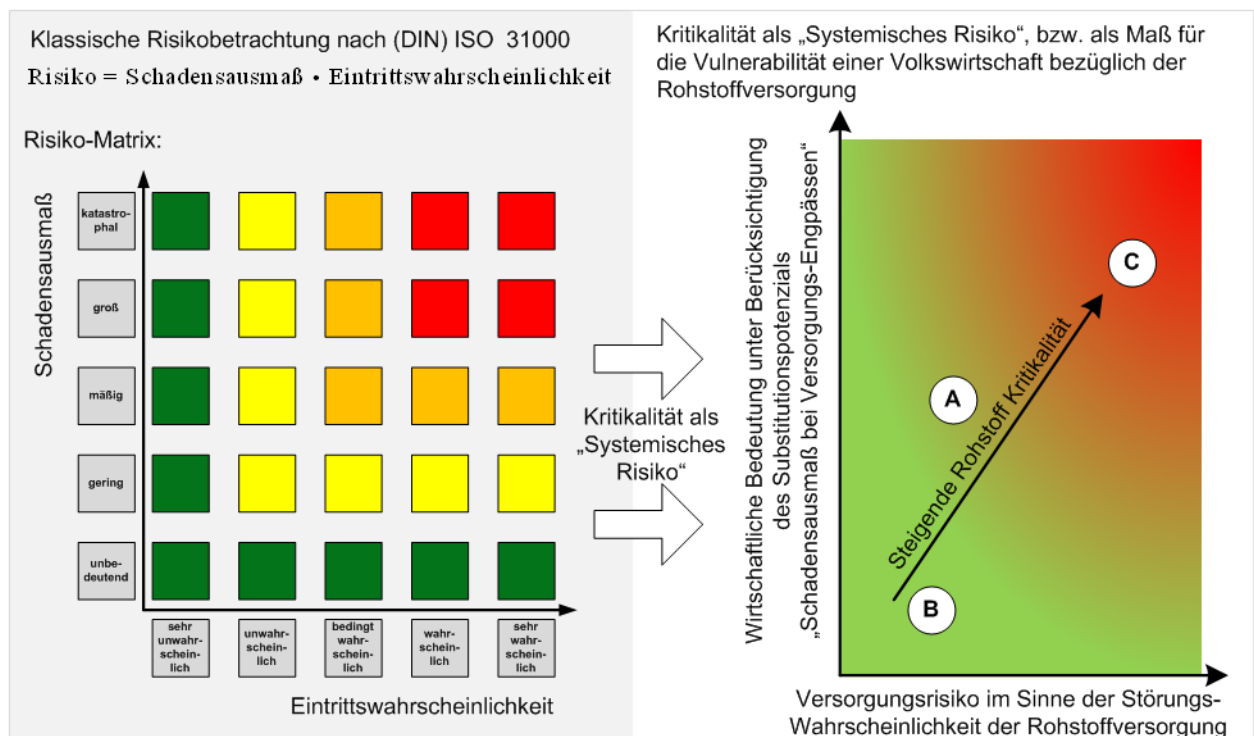 Klassische Risikobetrachtung nach (DIN) ISO 31000
Risiko = Schadensausmaß · Eintrittswahrscheinlichkeit
Risiko-Matrix:
Schadensausmaß
katastro-
phal
groß
mäßig
gering
unbe-
deutend
sehr
unwahr-
schein-
lich
unwahr-
schein-
lich
bedingt
wahr-
schein-
lich
wahr-
schein-
lich
sehr
wahr-
schein-
lich
Eintrittswahrscheinlichkeit
Kritikalität als
„Systemisches
Risiko“
Kritikalität als „Systemisches Risiko“, bzw. als Maß für
die Vulnerabilität einer Volkswirtschaft bezüglich der
Rohstoffversorgung
Wirtschaftliche Bedeutung unter Berücksichtigung
des Substitutionspotenzials
„Schadensausmaß bei Versorgungs-Engpässen“
C
A
B
Steigende Rohstoff Kritikalität
Versorgungsrisiko im Sinne der Störungs-
Wahrscheinlichkeit der Rohstoffversorgung